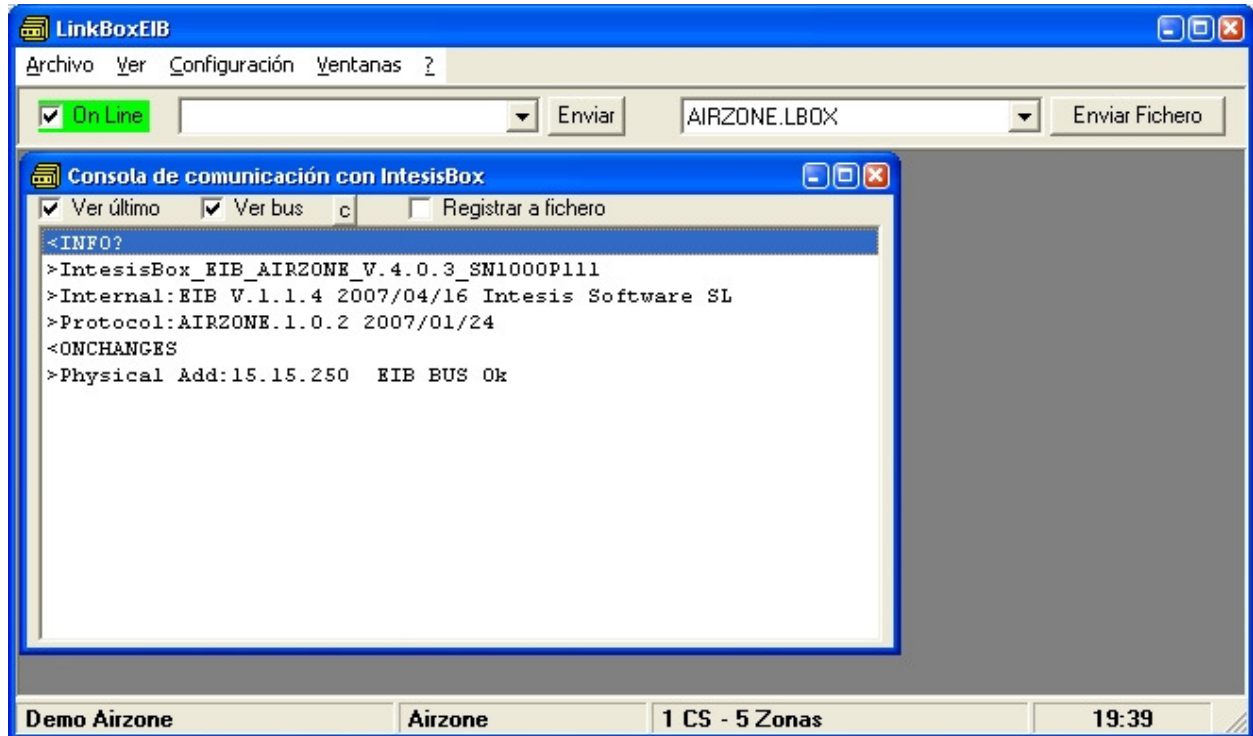 LinkBoxEIB
Archivo Ver Configuración Ventanas ?
On Line Enviar AIRZONE.LBOX Enviar Fichero
Consola de comunicación con IntesisBox
Ver último Ver bus c Registrar a fichero
<INFO?
>IntesisBox_EIB_AIRZONE_V.4.0.3_SN1000P111
>Internal:EIB V.1.1.4 2007/04/16 Intesis Software SL
>Protocol:AIRZONE.1.0.2 2007/01/24
<ONCHANGES
>Physical Add:15.15.250  EIB BUS Ok
Demo Airzone Airzone 1 CS - 5 Zonas 19:39